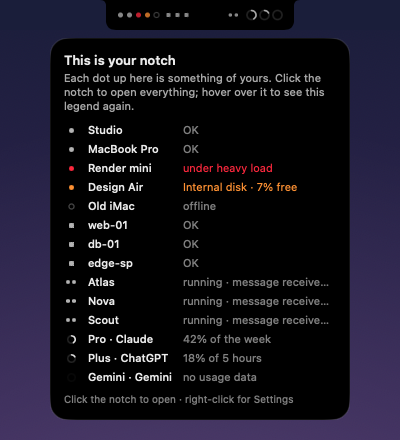 This is your notch
Each dot up here is something of yours. Click the
notch to open everything; hover over it to see this
legend again.
Studio OK
MacBook Pro OK
Render mini under heavy load
Design Air Internal disk · 7% free
Old iMac offline
web-01 OK
db-01 OK
edge-sp OK
Atlas running · message receive…
Nova running · message receive…
Scout running · message receive…
Pro · Claude 42% of the week
Plus · ChatGPT 18% of 5 hours
Gemini · Gemini no usage data
Click the notch to open · right-click for Settings